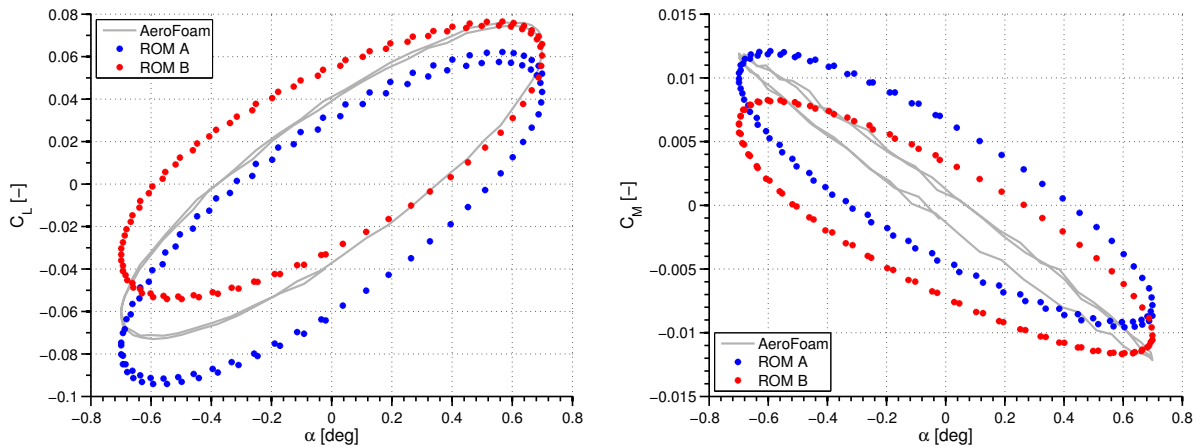 0.08
0.06
0.04
0.02
0
−0.02
−0.04
−0.06
−0.08
−0.1
C_L [−]
AeroFoam
ROM A
ROM B
−0.8 −0.6 −0.4 −0.2 0 0.2 0.4 0.6 0.8
α [deg]
0.015
0.01
0.005
0
−0.005
−0.01
−0.015
C_M [−]
AeroFoam
ROM A
ROM B
−0.8 −0.6 −0.4 −0.2 0 0.2 0.4 0.6 0.8
α [deg]